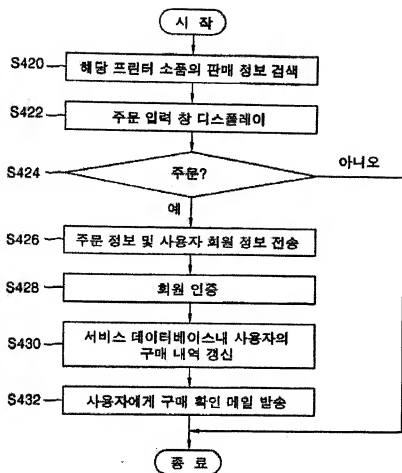 시 작
S420
해당 프린터 소품의 판매 정보 검색
S422
주문 입력 창 디스플레이
S424
주문?
아니오
예
S426
주문 정보 및 사용자 회원 정보 전송
S428
회원 인증
S430
서비스 데이터베이스내 사용자의
구매 내역 갱신
S432
사용자에게 구매 확인 메일 발송
종 료